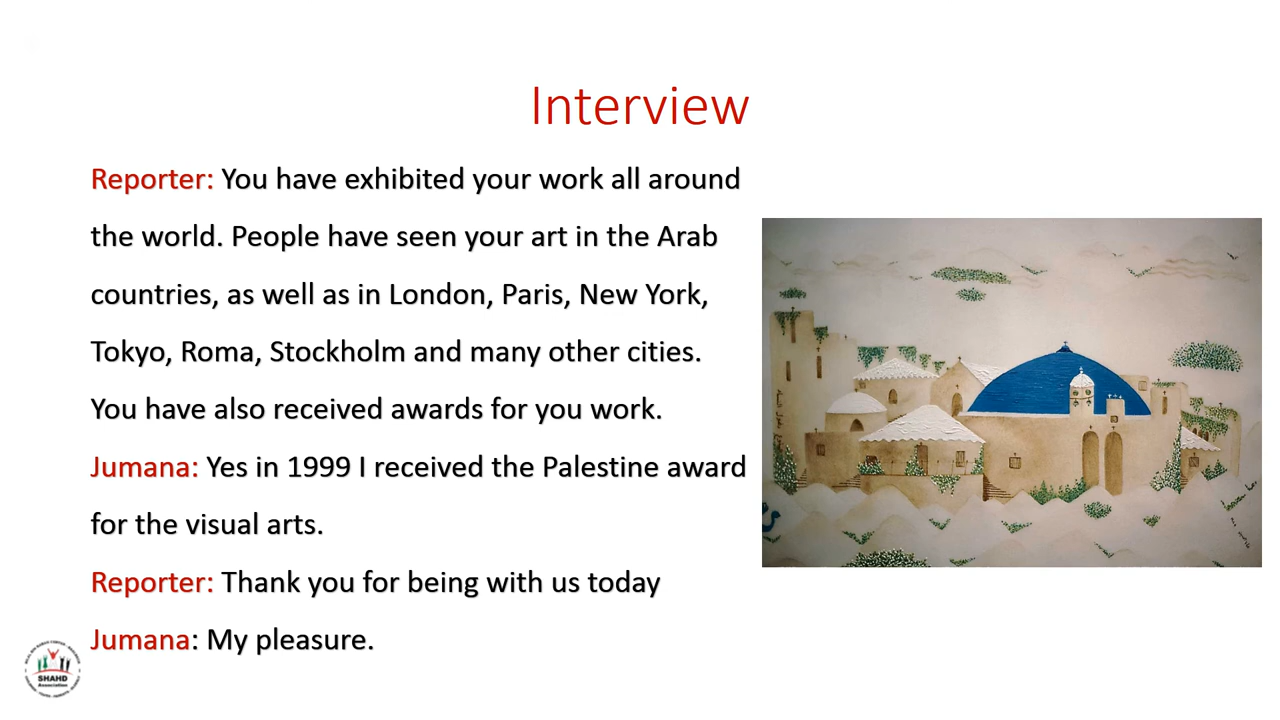 Interview
Reporter: You have exhibited your work all around
the world. People have seen your art in the Arab
countries, as well as in London, Paris, New York,
Tokyo, Roma, Stockholm and many other cities.
You have also received awards for you work.
Jumana: Yes in 1999 I received the Palestine award
for the visual arts.
Reporter: Thank you for being with us today
Jumana: My pleasure.
SHAHD
Association